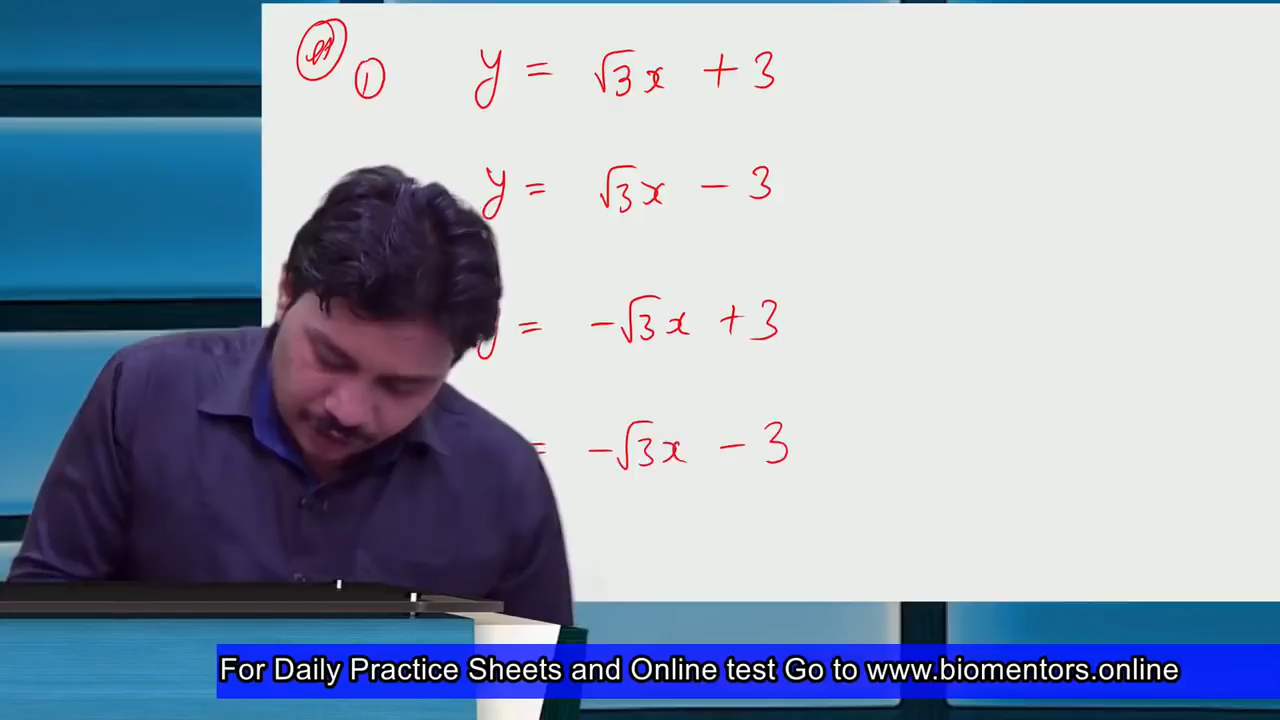 ① y = √3x + 3
y = √3x - 3
y = -√3x + 3
= -√3x - 3
For Daily Practice Sheets and Online test Go to www.biomentors.online